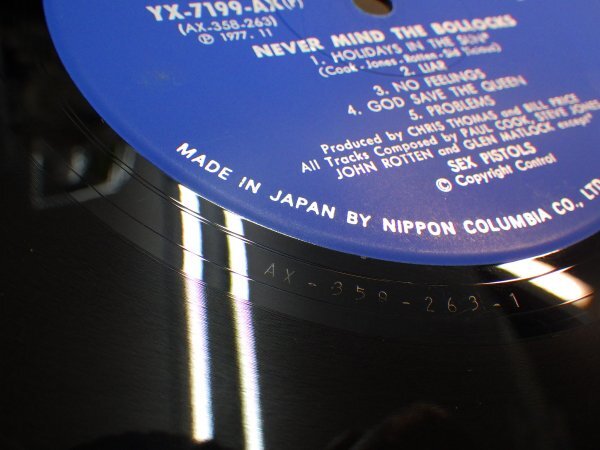 YX-7199-AX(P)
(AX-358-263)
Ⓟ 1977.11
NEVER MIND THE BOLLOCKS
1. HOLIDAYS IN THE SUN*
(Cook-Jones-Rotten-Sid Vicious)
2. LIAR
3. NO FEELINGS
4. GOD SAVE THE QUEEN
5. PROBLEMS
Produced by CHRIS THOMAS and BILL PRICE
All Tracks Composed by PAUL COOK, STEVE JONES
JOHN ROTTEN and GLEN MATLOCK except*
SEX PISTOLS
© Copyright Control
MADE IN JAPAN BY NIPPON COLUMBIA CO., LTD
AX-358-263-1